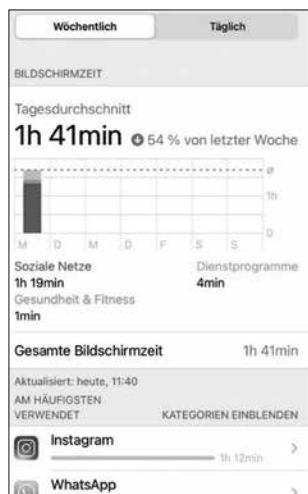 Wöchentlich Täglich
BILDSCHIRMZEIT
Tagesdurchschnitt
1h 41min 54 % von letzter Woche
ø
1h
0
M D M D F S S
Soziale Netze Dienstprogramme
1h 19min 4min
Gesundheit & Fitness
1min
Gesamte Bildschirmzeit 1h 41min
Aktualisiert: heute, 11:40
AM HÄUFIGSTEN
VERWENDET KATEGORIEN EINBLENDEN
Instagram
1h 12min
WhatsApp